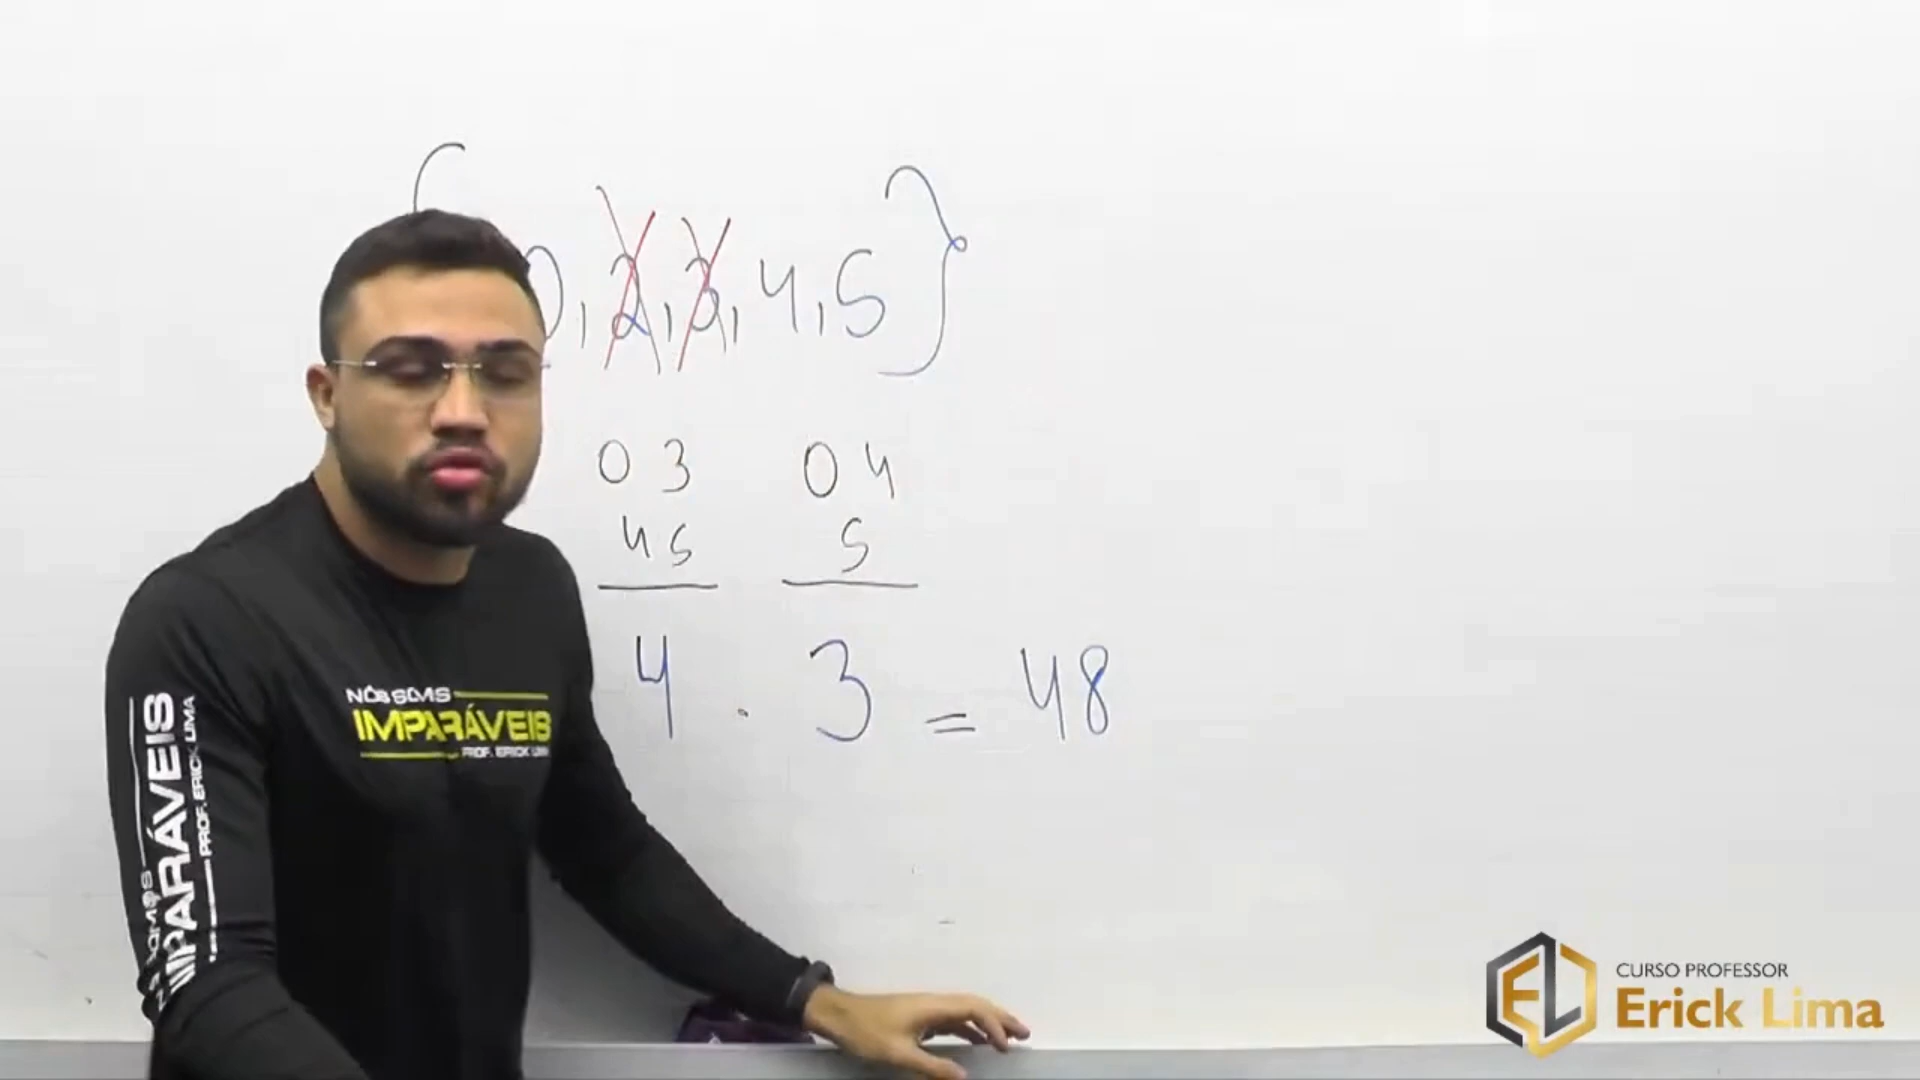 0, 2, 3, 4, 5 }
0 3 0 4
4 5 5
4 . 3 = 48
NÓS SOMOS
IMPARÁVEIS
PROF. ERICK LIMA
IMPARÁVEIS
PROF. ERICK LIMA
CURSO PROFESSOR
Erick Lima